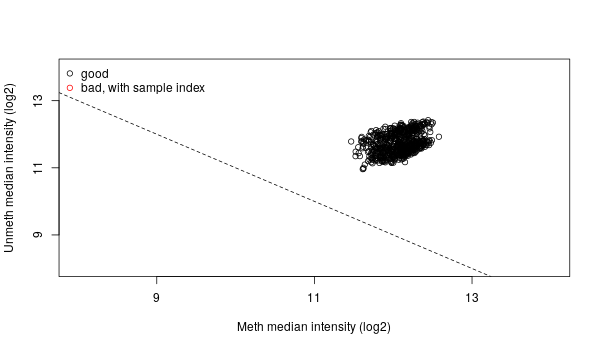 good
bad, with sample index
Unmeth median intensity (log2)
13
11
9
9 11 13
Meth median intensity (log2)